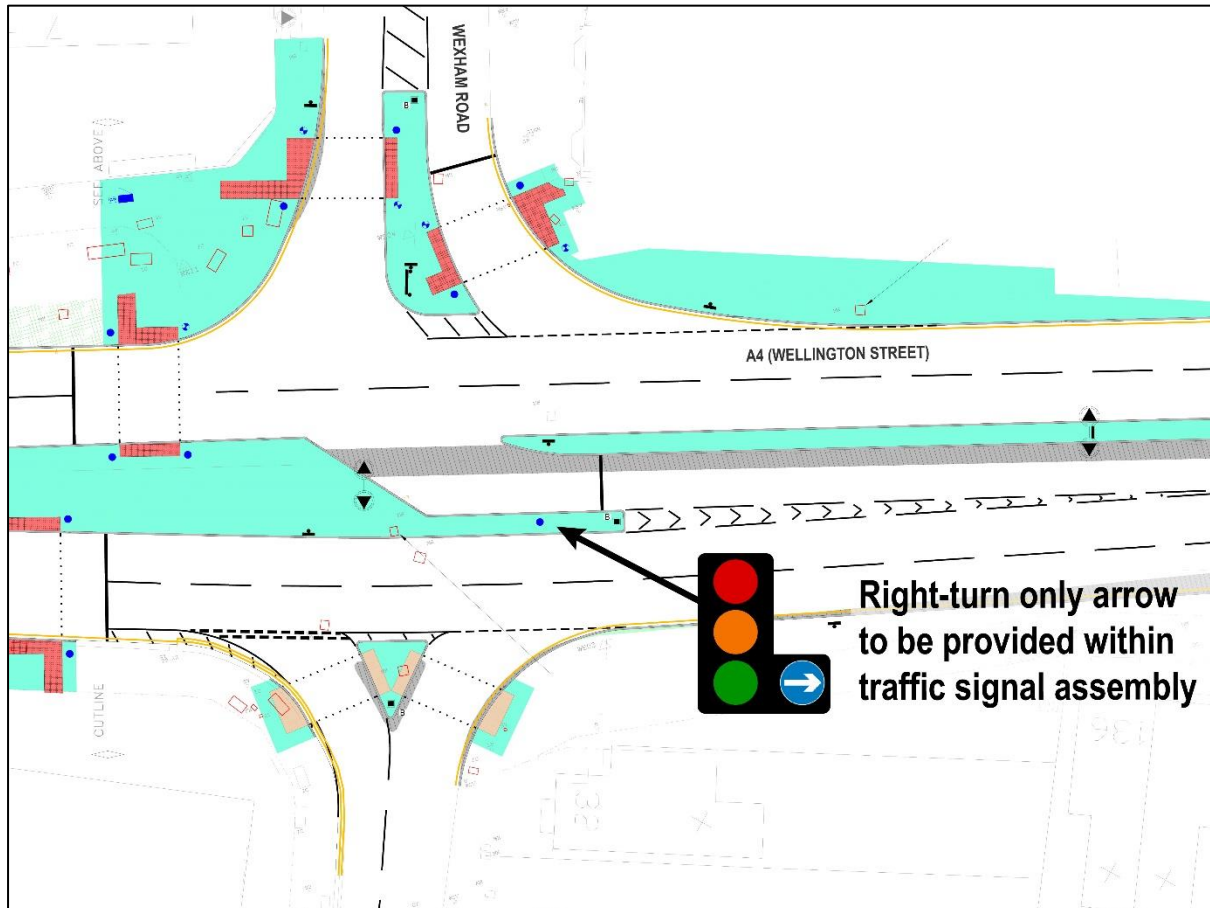 WEXHAM ROAD
SEE ABOVE
B
A4 (WELLINGTON STREET)
B
Right-turn only arrow
to be provided within
traffic signal assembly
CUTLINE
B
136